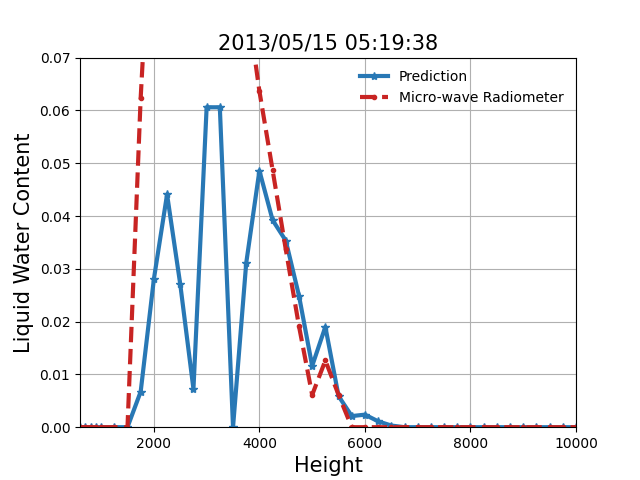 2013/05/15 05:19:38
Prediction
Micro-wave Radiometer
Liquid Water Content
0.07
0.06
0.05
0.04
0.03
0.02
0.01
0.00
2000 4000 6000 8000 10000
Height